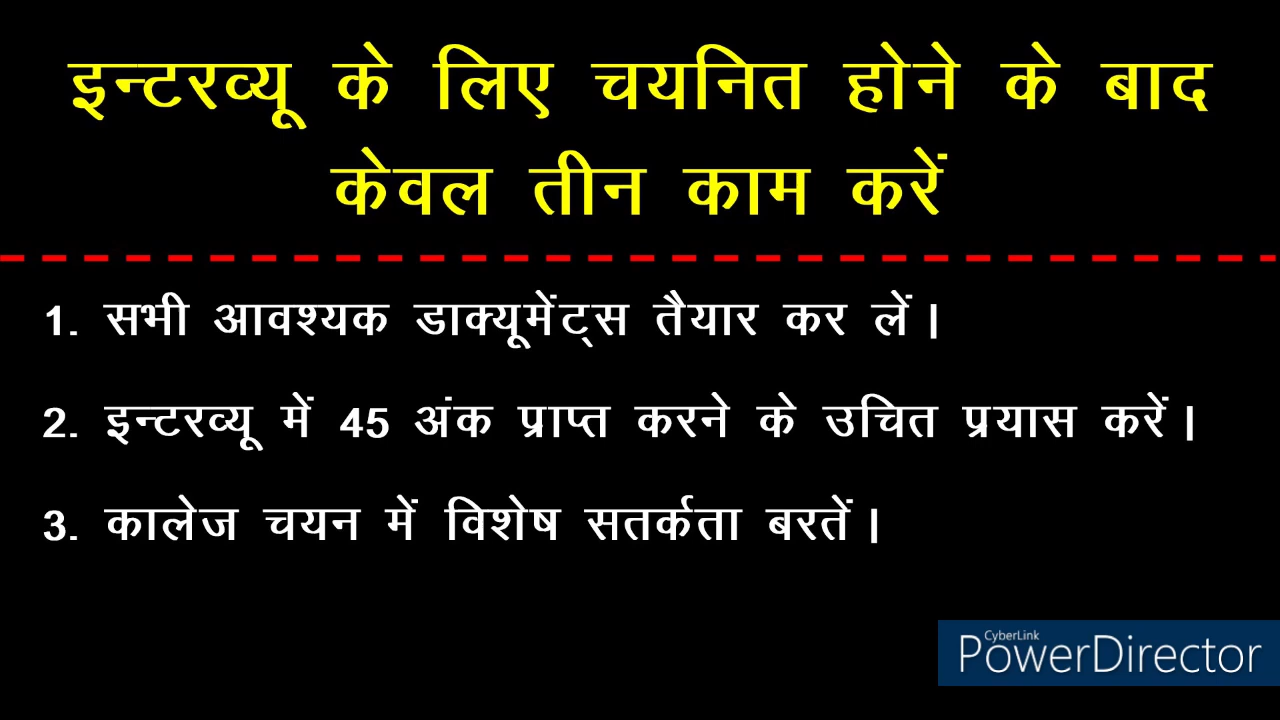 इन्टरव्यू के लिए चयनित होने के बाद
केवल तीन काम करें
1. सभी आवश्यक डाक्यूमेंट्स तैयार कर लें।
2. इन्टरव्यू में 45 अंक प्राप्त करने के उचित प्रयास करें।
3. कालेज चयन में विशेष सतर्कता बरतें।
CyberLink
PowerDirector